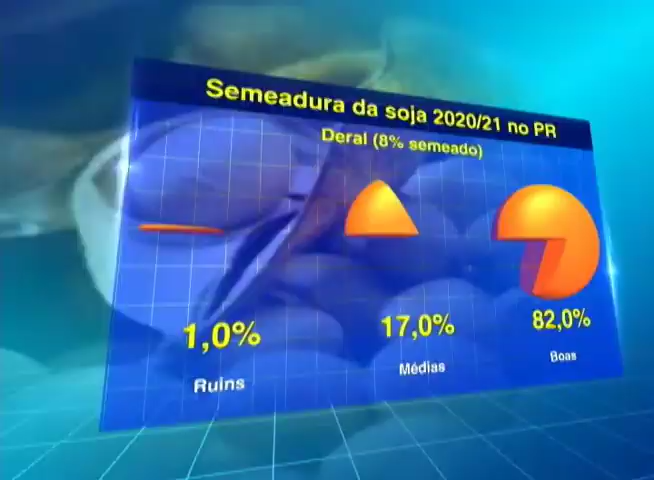 Semeadura da soja 2020/21 no PR
Deral (8% semeado)
1,0% 17,0% 82,0%
Ruins Médias Boas